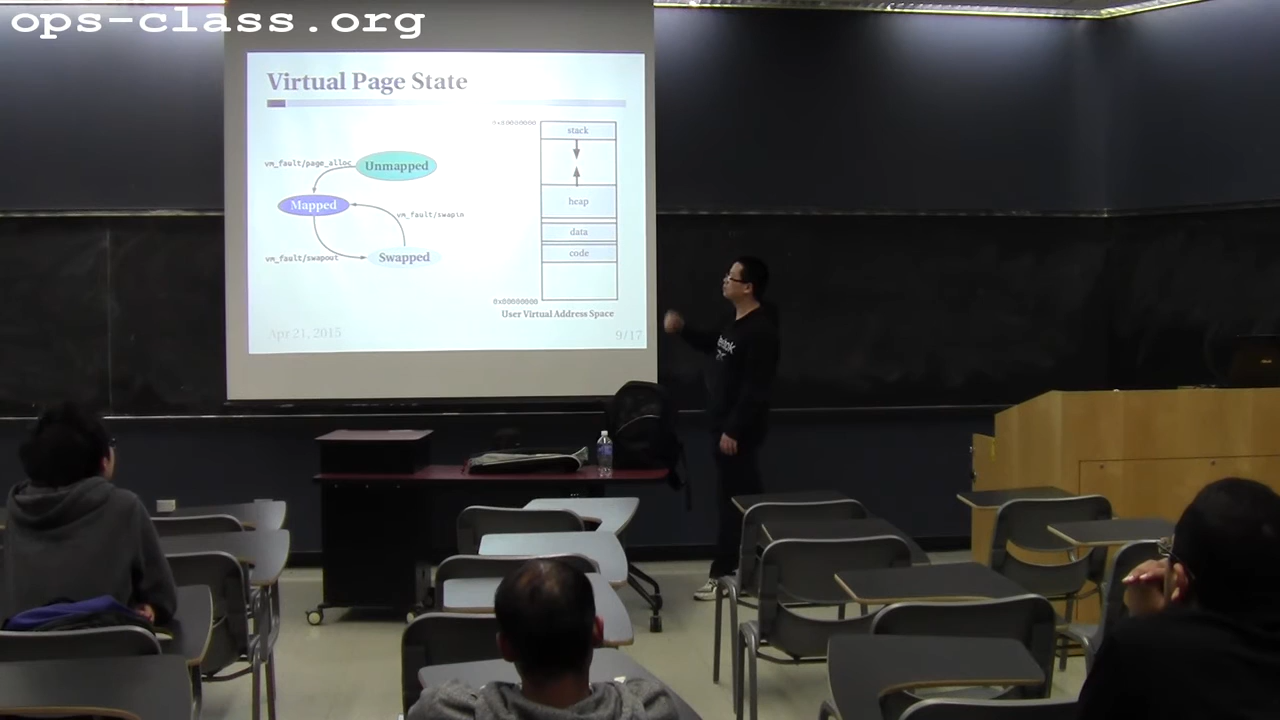 ops-class.org
Virtual Page State
vm_fault/page_alloc
Unmapped
Mapped
vm_fault/swapin
vm_fault/swapout
Swapped
0x80000000
stack
heap
data
code
0x00000000
User Virtual Address Space
Apr 21, 2015
9/17